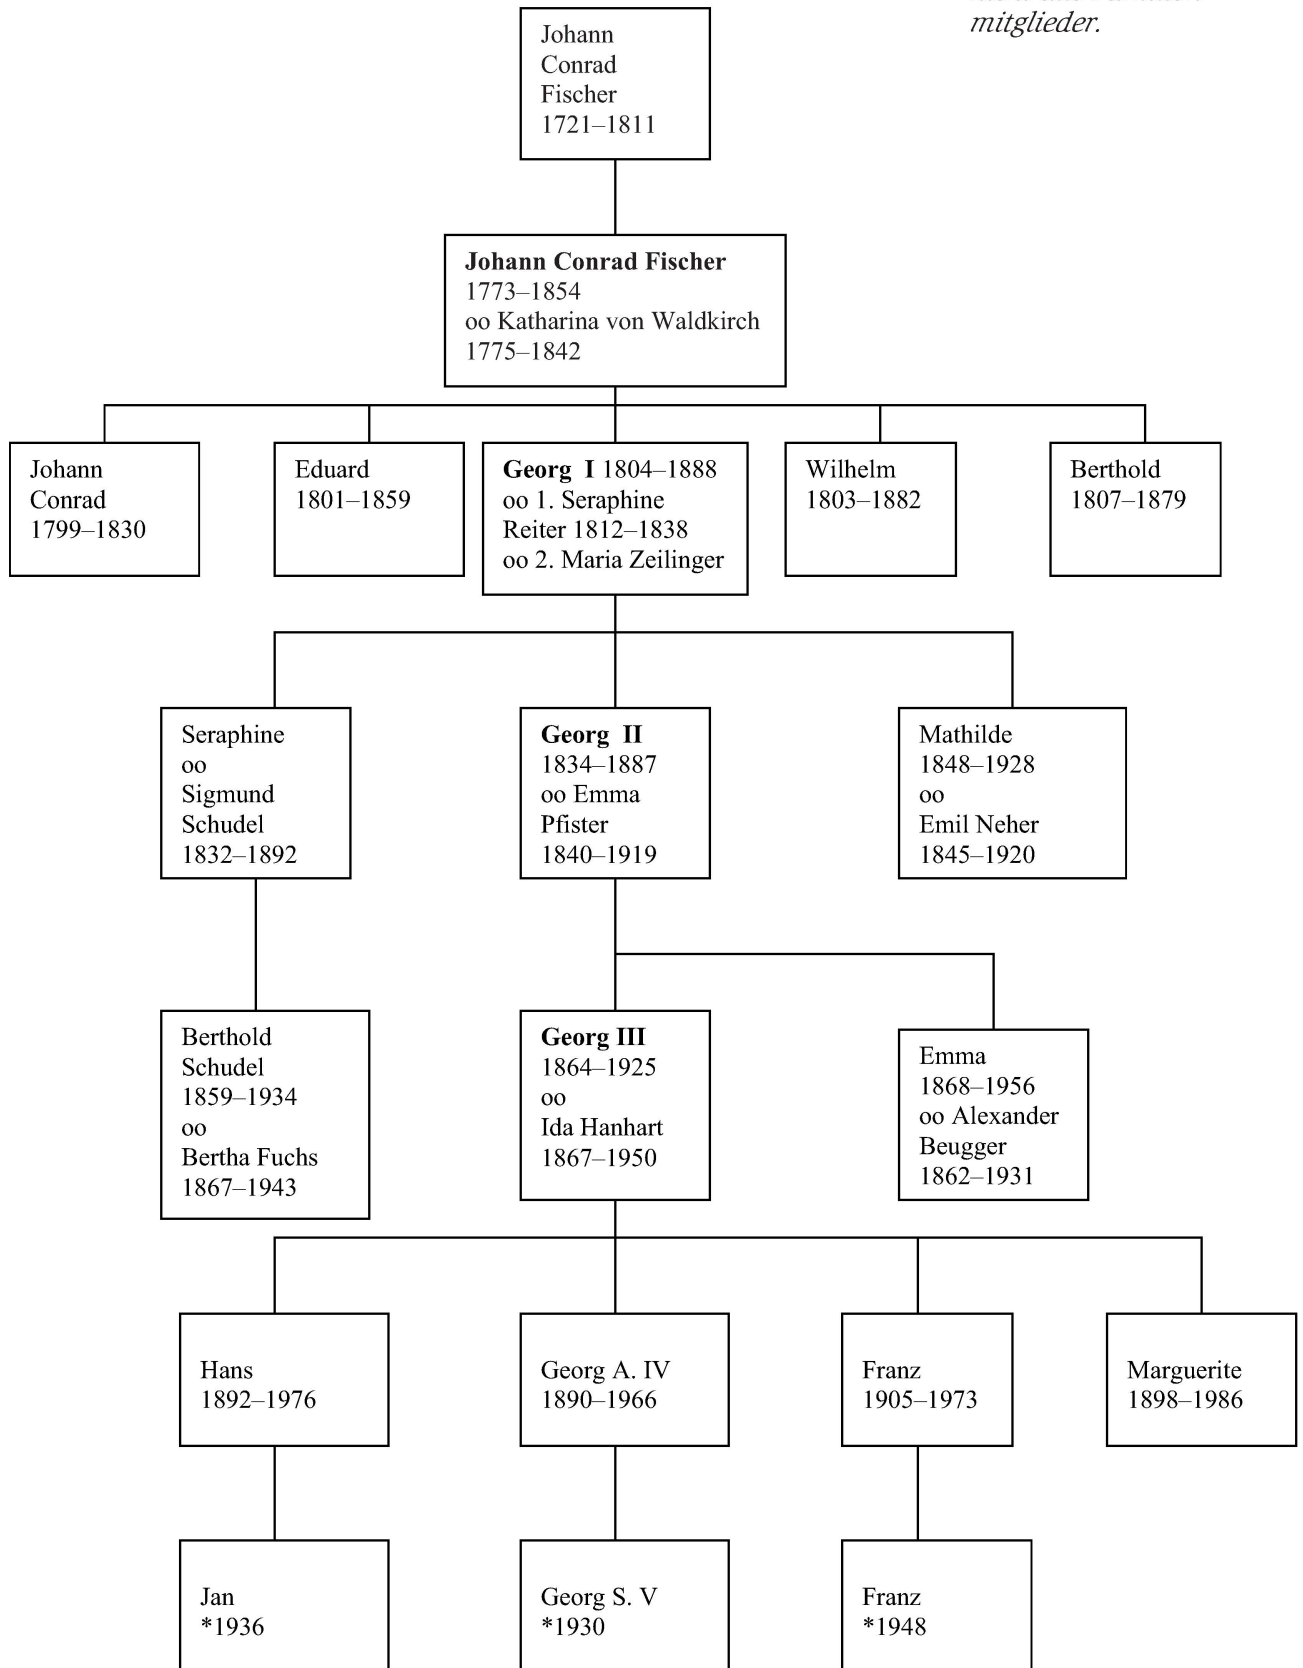 mitglieder.
Johann
Conrad
Fischer
1721–1811
Johann Conrad Fischer
1773–1854
oo Katharina von Waldkirch
1775–1842
Johann
Conrad
1799–1830
Eduard
1801–1859
Georg I 1804–1888
oo 1. Seraphine
Reiter 1812–1838
oo 2. Maria Zeilinger
Wilhelm
1803–1882
Berthold
1807–1879
Seraphine
oo
Sigmund
Schudel
1832–1892
Georg II
1834–1887
oo Emma
Pfister
1840–1919
Mathilde
1848–1928
oo
Emil Neher
1845–1920
Berthold
Schudel
1859–1934
oo
Bertha Fuchs
1867–1943
Georg III
1864–1925
oo
Ida Hanhart
1867–1950
Emma
1868–1956
oo Alexander
Beugger
1862–1931
Hans
1892–1976
Georg A. IV
1890–1966
Franz
1905–1973
Marguerite
1898–1986
Jan
*1936
Georg S. V
*1930
Franz
*1948